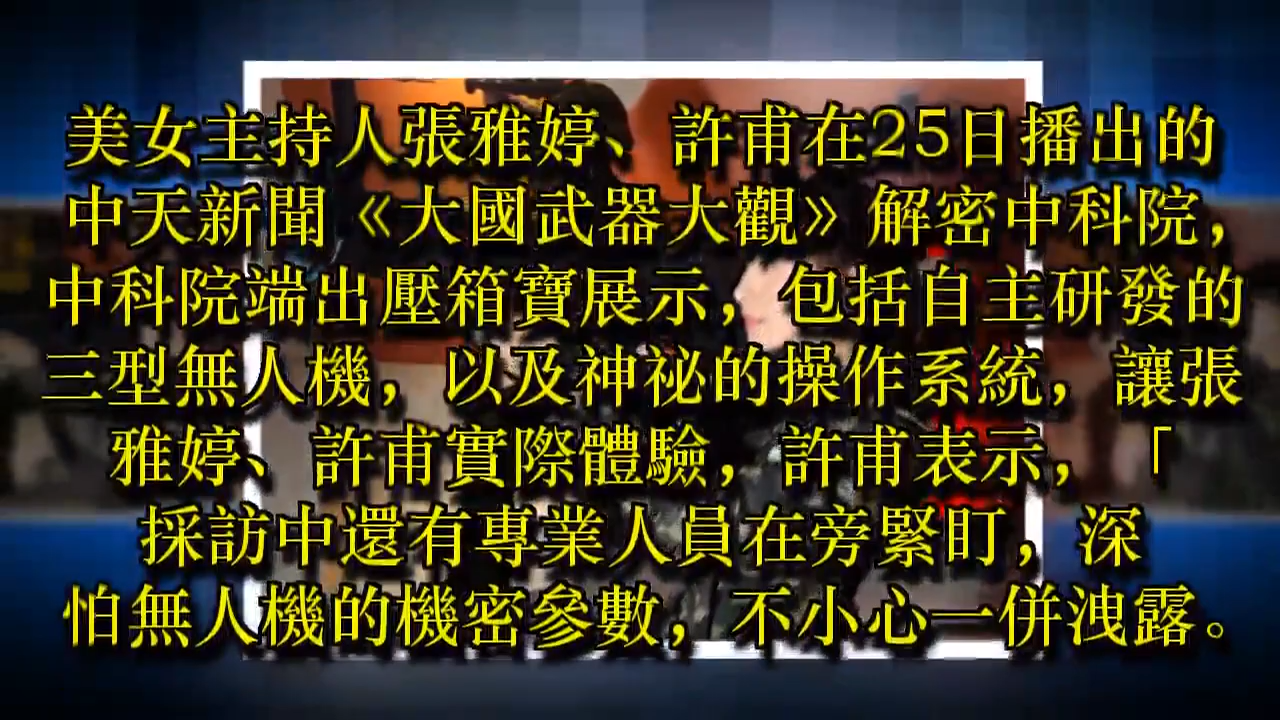 美女主持人張雅婷、許甫在25日播出的
中天新聞《大國武器大觀》解密中科院，
中科院端出壓箱寶展示，包括自主研發的
三型無人機，以及神祕的操作系統，讓張
雅婷、許甫實際體驗，許甫表示，「
採訪中還有專業人員在旁緊盯，深
怕無人機的機密參數，不小心一併洩露。